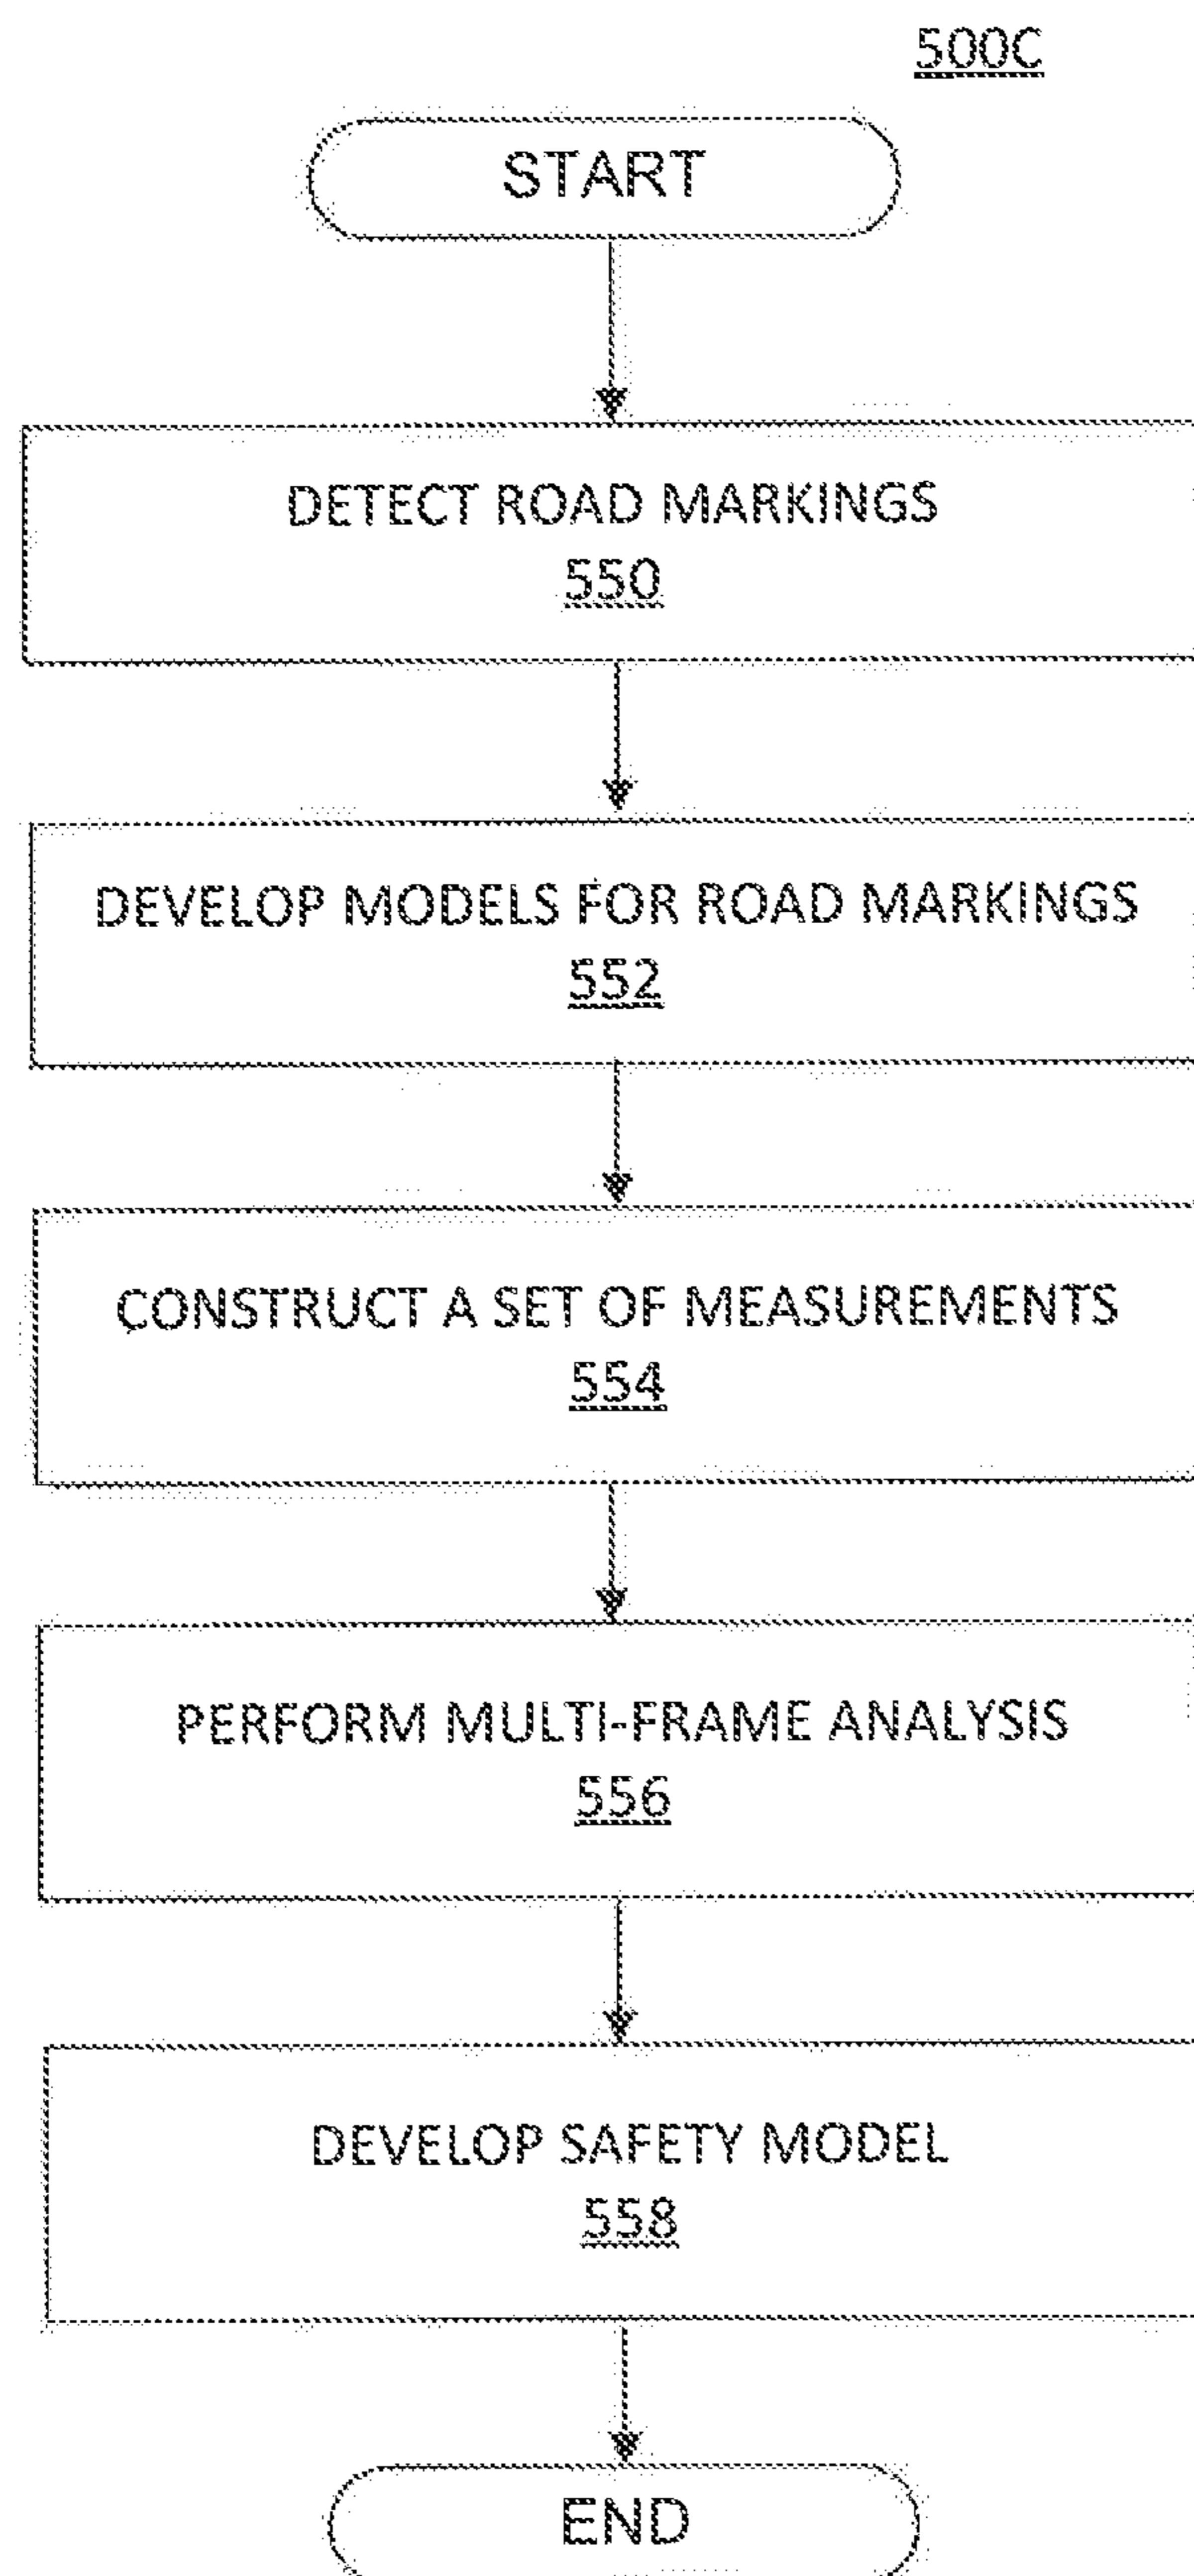 500C
START
DETECT ROAD MARKINGS
550
DEVELOP MODELS FOR ROAD MARKINGS
552
CONSTRUCT A SET OF MEASUREMENTS
554
PERFORM MULTI-FRAME ANALYSIS
556
DEVELOP SAFETY MODEL
558
END